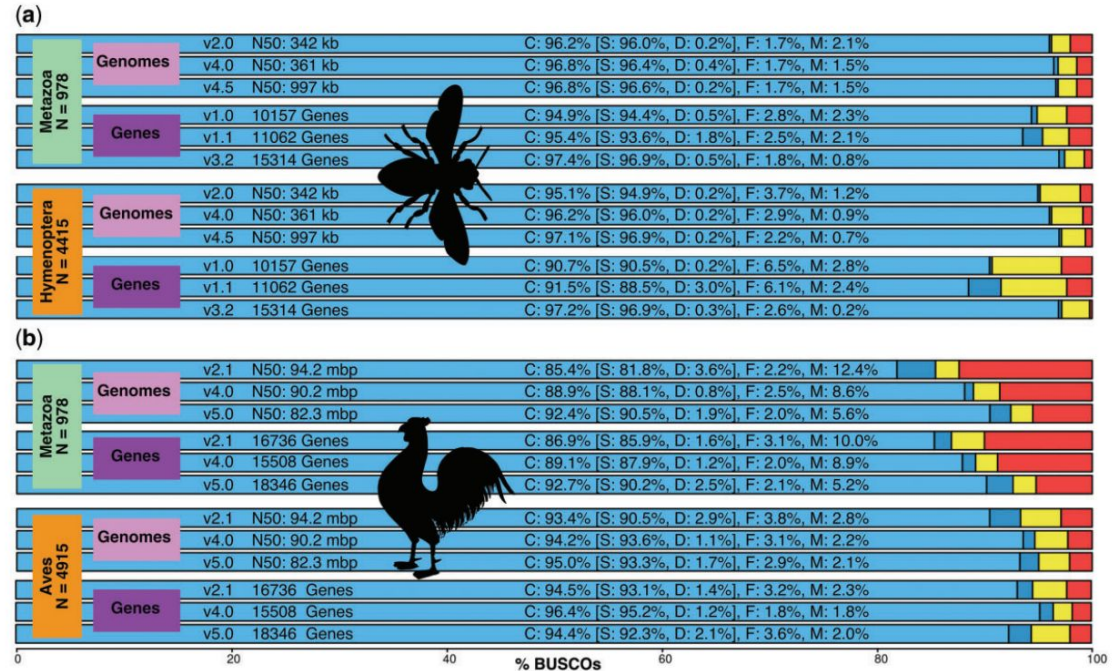 (a)
Metazoa
N = 978
Genomes
v2.0 N50: 342 kb C: 96.2% [S: 96.0%, D: 0.2%], F: 1.7%, M: 2.1%
v4.0 N50: 361 kb C: 96.8% [S: 96.4%, D: 0.4%], F: 1.7%, M: 1.5%
v4.5 N50: 997 kb C: 96.8% [S: 96.6%, D: 0.2%], F: 1.7%, M: 1.5%
Genes
v1.0 10157 Genes C: 94.9% [S: 94.4%, D: 0.5%], F: 2.8%, M: 2.3%
v1.1 11062 Genes C: 95.4% [S: 93.6%, D: 1.8%], F: 2.5%, M: 2.1%
v3.2 15314 Genes C: 97.4% [S: 96.9%, D: 0.5%], F: 1.8%, M: 0.8%
Hymenoptera
N = 4415
Genomes
v2.0 N50: 342 kb C: 95.1% [S: 94.9%, D: 0.2%], F: 3.7%, M: 1.2%
v4.0 N50: 361 kb C: 96.2% [S: 96.0%, D: 0.2%], F: 2.9%, M: 0.9%
v4.5 N50: 997 kb C: 97.1% [S: 96.9%, D: 0.2%], F: 2.2%, M: 0.7%
Genes
v1.0 10157 Genes C: 90.7% [S: 90.5%, D: 0.2%], F: 6.5%, M: 2.8%
v1.1 11062 Genes C: 91.5% [S: 88.5%, D: 3.0%], F: 6.1%, M: 2.4%
v3.2 15314 Genes C: 97.2% [S: 96.9%, D: 0.3%], F: 2.6%, M: 0.2%
(b)
Metazoa
N = 978
Genomes
v2.1 N50: 94.2 mbp C: 85.4% [S: 81.8%, D: 3.6%], F: 2.2%, M: 12.4%
v4.0 N50: 90.2 mbp C: 88.9% [S: 88.1%, D: 0.8%], F: 2.5%, M: 8.6%
v5.0 N50: 82.3 mbp C: 92.4% [S: 90.5%, D: 1.9%], F: 2.0%, M: 5.6%
Genes
v2.1 16736 Genes C: 86.9% [S: 85.9%, D: 1.6%], F: 3.1%, M: 10.0%
v4.0 15508 Genes C: 89.1% [S: 87.9%, D: 1.2%], F: 2.0%, M: 8.9%
v5.0 18346 Genes C: 92.7% [S: 90.2%, D: 2.5%], F: 2.1%, M: 5.2%
Aves
N = 4915
Genomes
v2.1 N50: 94.2 mbp C: 93.4% [S: 90.5%, D: 2.9%], F: 3.8%, M: 2.8%
v4.0 N50: 90.2 mbp C: 94.2% [S: 93.6%, D: 1.1%], F: 3.1%, M: 2.2%
v5.0 N50: 82.3 mbp C: 95.0% [S: 93.3%, D: 1.7%], F: 2.9%, M: 2.1%
Genes
v2.1 16736 Genes C: 94.5% [S: 93.1%, D: 1.4%], F: 3.2%, M: 2.3%
v4.0 15508 Genes C: 96.4% [S: 95.2%, D: 1.2%], F: 1.8%, M: 1.8%
v5.0 18346 Genes C: 94.4% [S: 92.3%, D: 2.1%], F: 3.6%, M: 2.0%
0 20 40 60 80 100
% BUSCOs